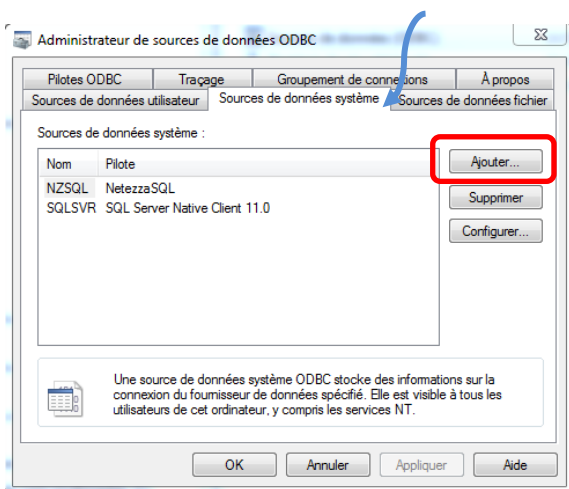 Administrateur de sources de données ODBC
Pilotes ODBC Traçage Groupement de connexions À propos
Sources de données utilisateur Sources de données système Sources de données fichier
Sources de données système :
Nom Pilote
NZSQL NetezzaSQL
SQLSVR SQL Server Native Client 11.0
Ajouter...
Supprimer
Configurer...
Une source de données système ODBC stocke des informations sur la
connexion du fournisseur de données spécifié. Elle est visible à tous les
utilisateurs de cet ordinateur, y compris les services NT.
OK Annuler Appliquer Aide